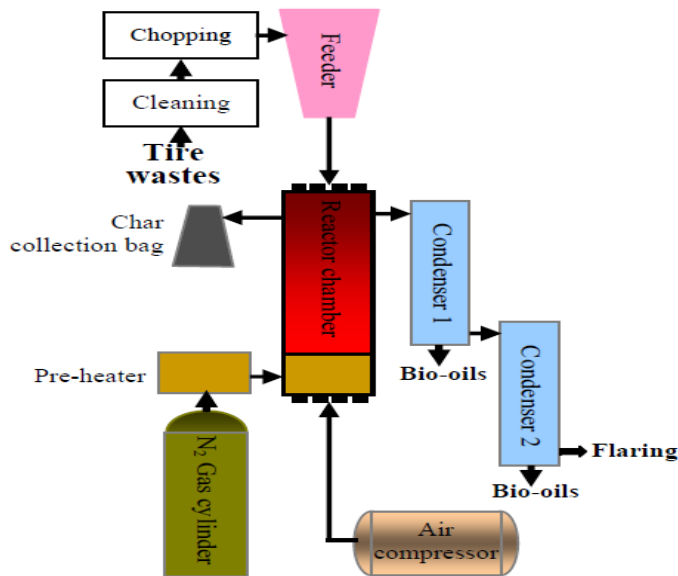 Chopping
Feeder
Cleaning
Tire
wastes
Char
collection bag
Reactor chamber
Condenser 1
Bio-oils
Pre-heater
Condenser 2
Flaring
Bio-oils
N₂ Gas cylinder
Air
compressor